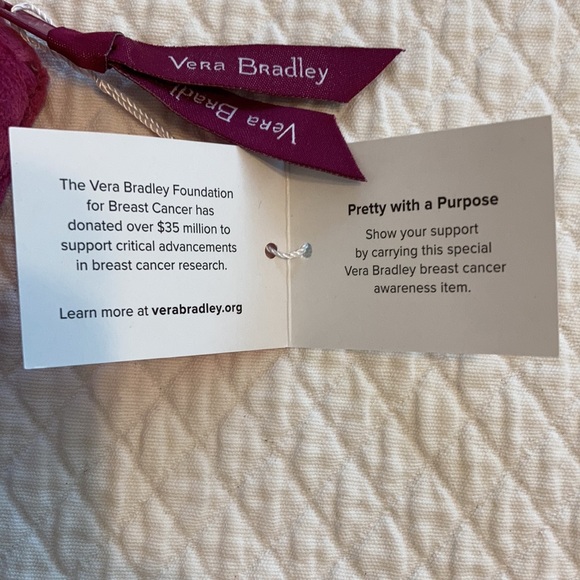 VERA BRADLEY
VERA BRADL
The Vera Bradley Foundation
for Breast Cancer has
donated over $35 million to
support critical advancements
in breast cancer research.
Learn more at verabradley.org
Pretty with a Purpose
Show your support
by carrying this special
Vera Bradley breast cancer
awareness item.